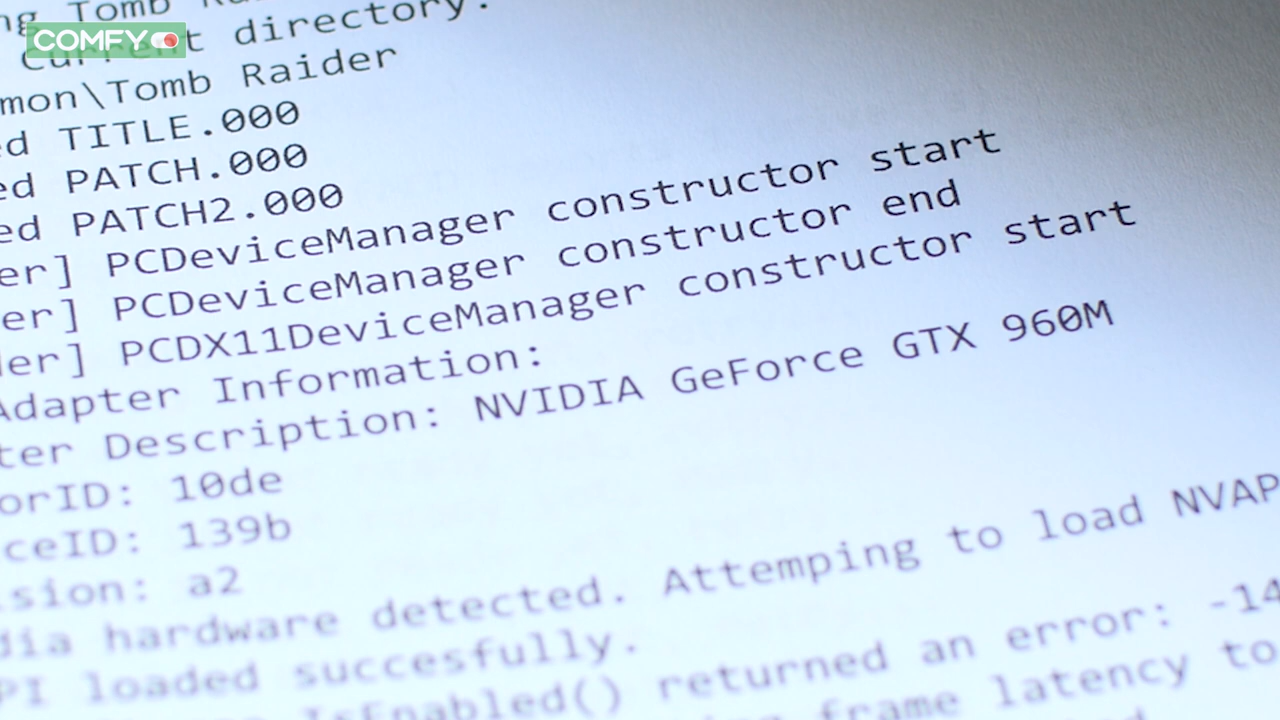 COMFY
Tomb
Current directory.
mon\Tomb Raider
ed TITLE.000
ed PATCH.000
ed PATCH2.000
er] PCDeviceManager constructor start
er] PCDeviceManager constructor end
der] PCDX11DeviceManager constructor start
Adapter Information:
ter Description: NVIDIA GeForce GTX 960M
orID: 10de
ceID: 139b
ision: a2
dia hardware detected. Attemping to load NVAP
PI loaded succesfully.
IsEnabled() returned an error: -14
frame latency to